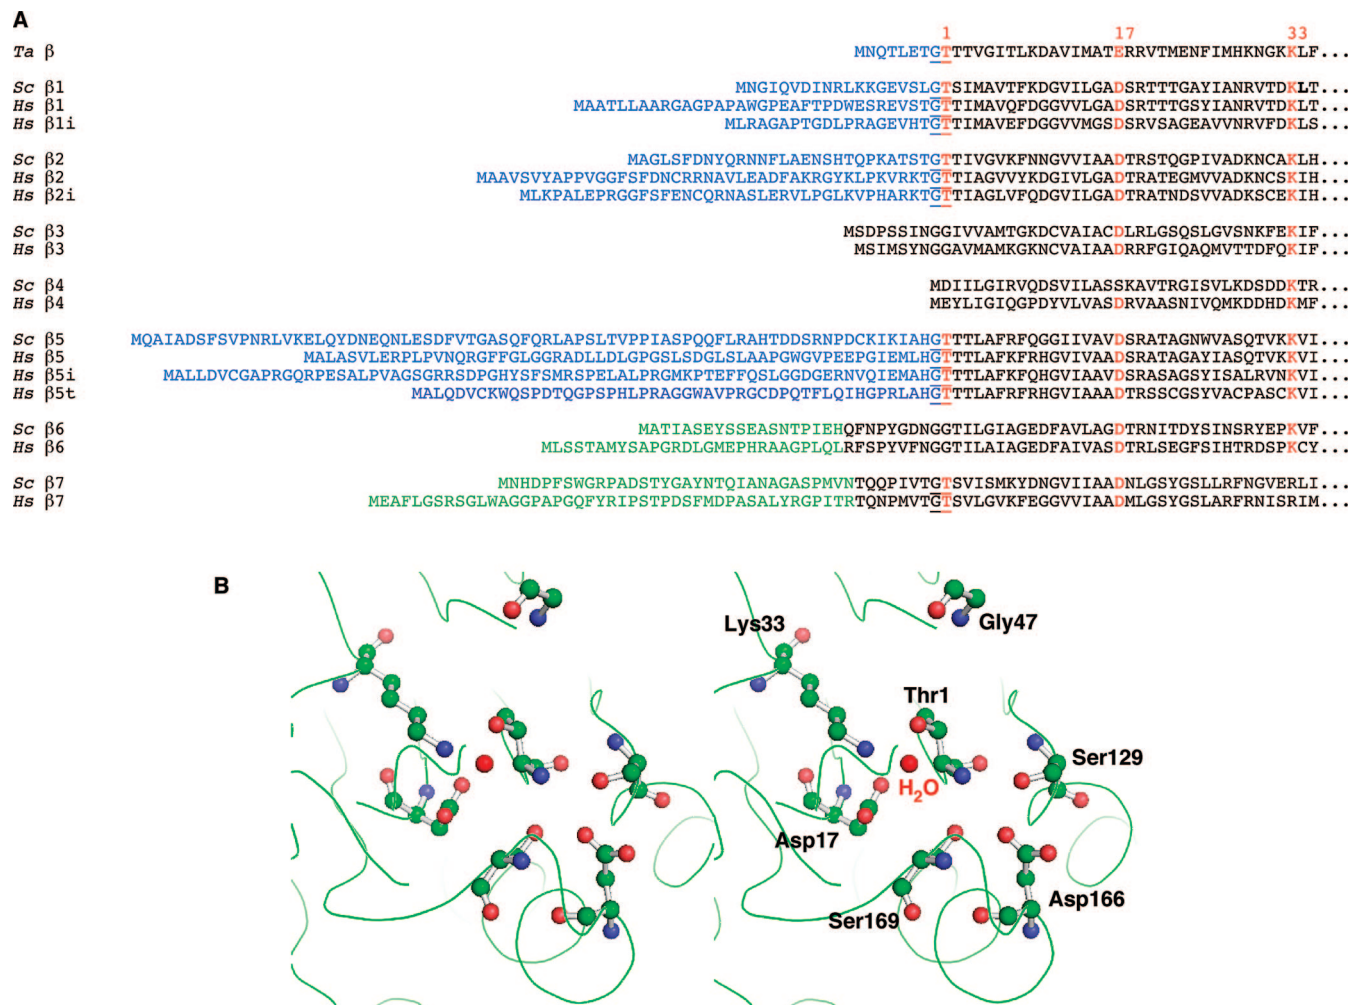 A
1 17 33
Ta β MNQTLETGTTTVGITLKDAVIMATERRVTMENFIMHKNGKKLF...
Sc β1 MNGIQVDINRLKKGEVSLGTSIMAVTFKDGVILGADSRTTTGAYIANRVTDKLT...
Hs β1 MAATLLAARGAGPAPAWGPEAFTPDWESREVSTGTTIMAVQFDGGVVLGADSRTTTGSYIANRVTDKLT...
Hs β1i MLRAGAPTGDLPRAGEVHTGTTIMAVEFDGGVVMGSDSRVSAGEAVVNRVFDKLS...
Sc β2 MAGLSFDNYQRNNFLAENSHTQPKATSTGTTIVGVKFNNGVVIAADTRSTQGPIVADKNCAKLH...
Hs β2 MAAVSVYAPPVGGFSFDNCRRNAVLEADFAKRGYKLPKVRKTGTTIAGVVYKDGIVLGADTRATEGMVVADKNCSKIH...
Hs β2i MLKPALEPRGGFSFENCQRNASLERVLPGLKVPHARKTGTTIAGLVFQDGVILGADTRATNDSVVADKSCEKIH...
Sc β3 MSDPSSINGGIVVAMTGKDCVAIACDLRLGSQSLGVSNKFEKIF...
Hs β3 MSIMSYNGGAVMAMKGKNCVAIAADRRFGIQAQMVTTDFQKIF...
Sc β4 MDIILGIRVQDSVILASSKAVTRGISVLKDSDDKTR...
Hs β4 MEYLIGIQGPDYVLVASDRVAASNIVQMKDDHDKMF...
Sc β5 MQAIADSFSVPNRLVKELQYDNEQNLESDFVTGASQFQRLAPSLTVPPIASPQQFLRAHTDDSRNPDCKIKIAHGTTTLAFRFQGGIIVAVDSRATAGNWVASQTVKKVI...
Hs β5 MALASVLERPLPVNQRGFFGLGGRADLLDLGPGSLSDGLSLAAPGWGVPEEPGIEMLHGTTTLAFKFRHGVIVAADSRATAGAYIASQTVKKVI...
Hs β5i MALLDVCGAPRGQRPESALPVAGSGRRSDPGHYSFSMRSPELALPRGMKPTEFFQSLGGDGERNVQIEMAHGTTTLAFKFQHGVIAAVDSRASAGSYISALRVNKVI...
Hs β5t MALQDVCKWQSPDTQGPSPHLPRAGGWAVPRGCDPQTFLQIHGPRLAHGTTTLAFRFRHGVIAAADTRSSCGSYVACPASCKVI...
Sc β6 MATIASEYSSEASNTPIEHQFNPYGDNGGTILGIAGEDFAVLAGDTRNITDYSINSRYEPKVF...
Hs β6 MLSSTAMYSAPGRDLGMEPHRAAGPLQLRFSPYVFNGGTILAIAGEDFAIVASDTRLSEGFSIHTRDSPKCY...
Sc β7 MNHDPFSWGRPADSTYGAYNTQIANAGASPMVNTQQPIVTGTSVISMKYDNGVIIAADNLGSYGSLLRFNGVERLI...
Hs β7 MEAFLGSRSGLWAGGPAPGQFYRIPSTPDSFMDPASALYRGPITRTQNPMVTGTSVLGVKFEGGVVIAADMLGSYGSLARFRNISRIM...
B
Lys33
Gly47
Thr1
Ser129
H2O
Asp17
Asp166
Ser169